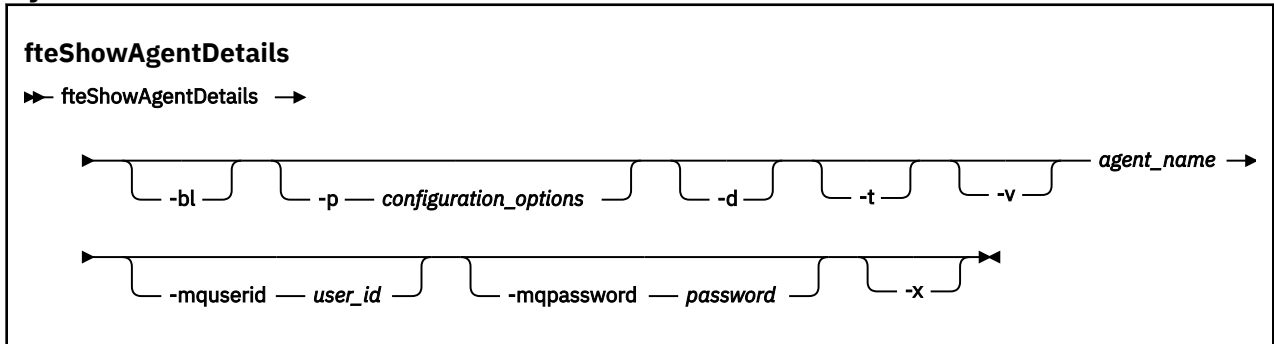 fteShowAgentDetails
fteShowAgentDetails
agent_name
-bl -p configuration_options -d -t -v
-mquserid user_id -mqpassword password -x